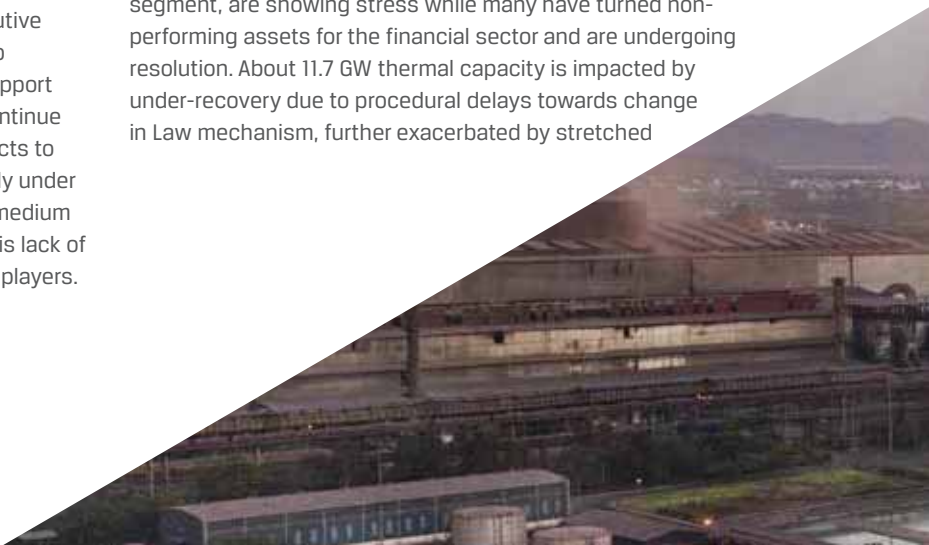 utive
pport
ntinue
cts to
ly under
medium
is lack of
players.
segment, are showing stress while many have turned non-
performing assets for the financial sector and are undergoing
resolution. About 11.7 GW thermal capacity is impacted by
under-recovery due to procedural delays towards change
in Law mechanism, further exacerbated by stretched